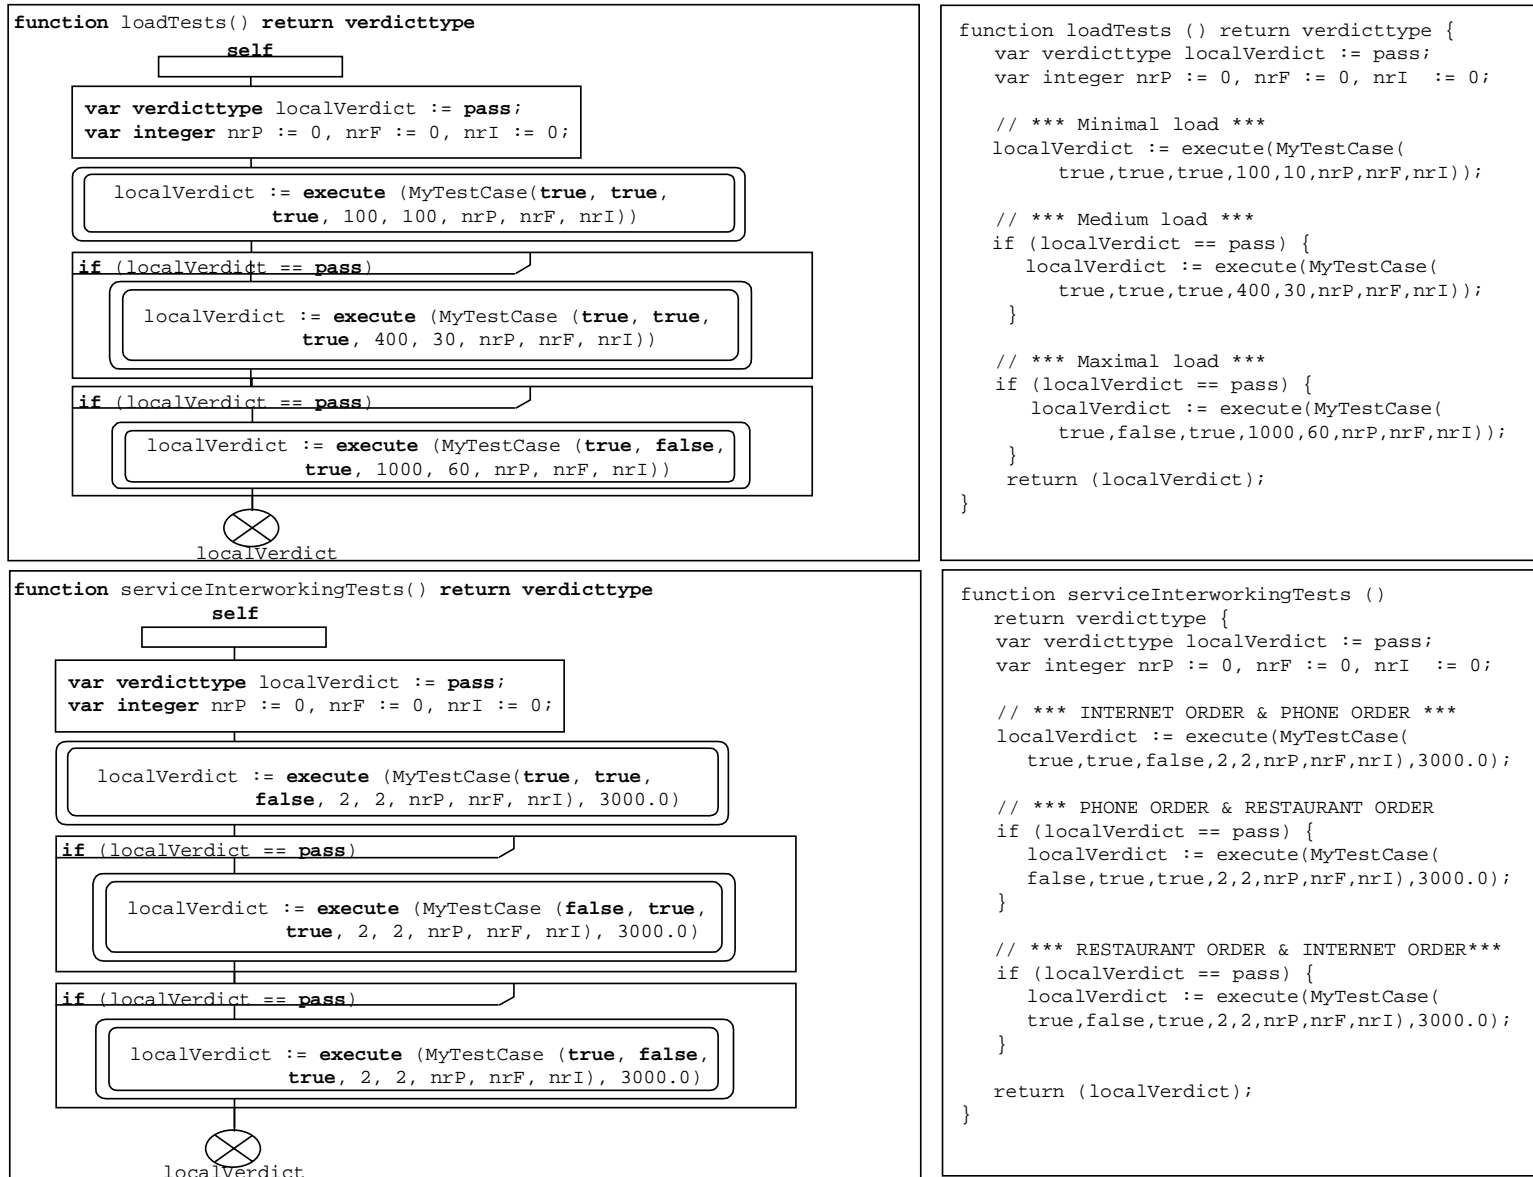 function loadTests() return verdicttype
self
var verdicttype localVerdict := pass;
var integer nrP := 0, nrF := 0, nrI := 0;
localVerdict := execute (MyTestCase(true, true,
true, 100, 100, nrP, nrF, nrI))
if (localVerdict == pass)
localVerdict := execute (MyTestCase (true, true,
true, 400, 30, nrP, nrF, nrI))
if (localVerdict == pass)
localVerdict := execute (MyTestCase (true, false,
true, 1000, 60, nrP, nrF, nrI))
localVerdict
function loadTests () return verdicttype {
var verdicttype localVerdict := pass;
var integer nrP := 0, nrF := 0, nrI := 0;
// *** Minimal load ***
localVerdict := execute(MyTestCase(
true,true,true,100,10,nrP,nrF,nrI));
// *** Medium load ***
if (localVerdict == pass) {
localVerdict := execute(MyTestCase(
true,true,true,400,30,nrP,nrF,nrI));
}
// *** Maximal load ***
if (localVerdict == pass) {
localVerdict := execute(MyTestCase(
true,false,true,1000,60,nrP,nrF,nrI));
}
return (localVerdict);
}
function serviceInterworkingTests() return verdicttype
self
var verdicttype localVerdict := pass;
var integer nrP := 0, nrF := 0, nrI := 0;
localVerdict := execute (MyTestCase(true, true,
false, 2, 2, nrP, nrF, nrI), 3000.0)
if (localVerdict == pass)
localVerdict := execute (MyTestCase (false, true,
true, 2, 2, nrP, nrF, nrI), 3000.0)
if (localVerdict == pass)
localVerdict := execute (MyTestCase (true, false,
true, 2, 2, nrP, nrF, nrI), 3000.0)
localVerdict
function serviceInterworkingTests ()
return verdicttype {
var verdicttype localVerdict := pass;
var integer nrP := 0, nrF := 0, nrI := 0;
// *** INTERNET ORDER & PHONE ORDER ***
localVerdict := execute(MyTestCase(
true,true,false,2,2,nrP,nrF,nrI),3000.0);
// *** PHONE ORDER & RESTAURANT ORDER
if (localVerdict == pass) {
localVerdict := execute(MyTestCase(
false,true,true,2,2,nrP,nrF,nrI),3000.0);
}
// *** RESTAURANT ORDER & INTERNET ORDER***
if (localVerdict == pass) {
localVerdict := execute(MyTestCase(
true,false,true,2,2,nrP,nrF,nrI),3000.0);
}
return (localVerdict);
}